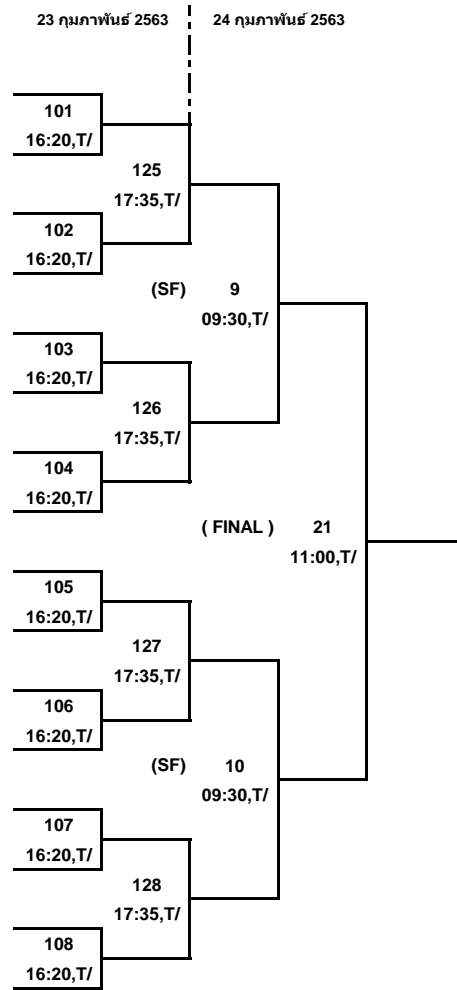 23 กุมภาพันธ์ 2563
24 กุมภาพันธ์ 2563
101
16:20,T/
125
17:35,T/
102
16:20,T/
(SF) 9
09:30,T/
103
16:20,T/
126
17:35,T/
104
16:20,T/
( FINAL ) 21
11:00,T/
105
16:20,T/
127
17:35,T/
106
16:20,T/
(SF) 10
09:30,T/
107
16:20,T/
128
17:35,T/
108
16:20,T/